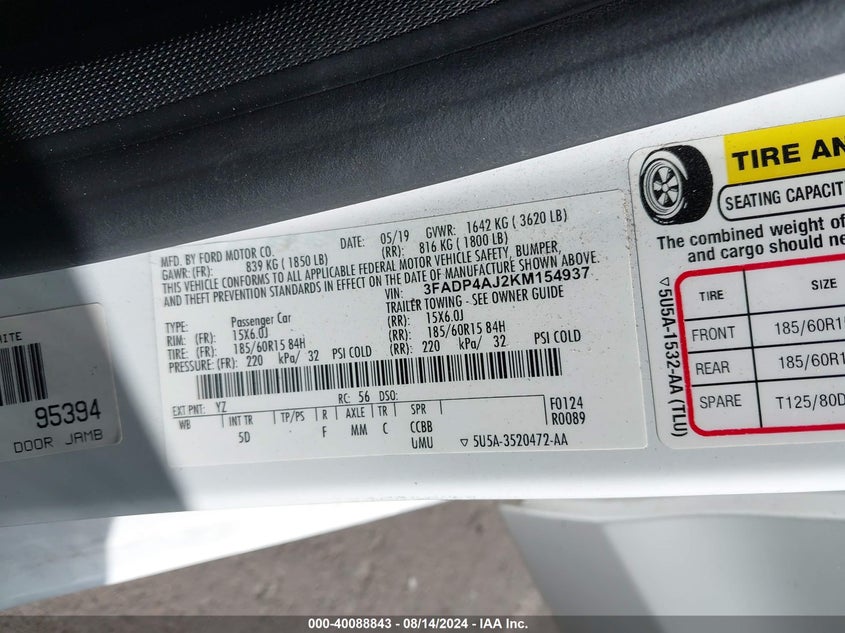 MFD. BY FORD MOTOR CO. DATE: 05/19 GVWR: 1642 KG ( 3620 LB)
GAWR: (FR): 839 KG ( 1850 LB) (RR): 816 KG ( 1800 LB)
THIS VEHICLE CONFORMS TO ALL APPLICABLE FEDERAL MOTOR VEHICLE SAFETY, BUMPER,
AND THEFT PREVENTION STANDARDS IN EFFECT ON THE DATE OF MANUFACTURE SHOWN ABOVE.
VIN: 3FADP4AJ2KM154937
TRAILER TOWING - SEE OWNER GUIDE
TYPE: Passenger Car
RIM: (FR): 15X6.0J (RR): 15X6.0J
TIRE: (FR): 185/60R15 84H (RR): 185/60R15 84H
PRESSURE: (FR): 220 kPa/ 32 PSI COLD (RR): 220 kPa/ 32 PSI COLD
RC: 56 DSO:
EXT PNT: YZ
WB INT TR TP/PS R AXLE TR SPR
5D F MM C CCBB
UMU
F0124
R0089
▽ 5U5A-3520472-AA
95394
DOOR JAMB
TIRE AN
SEATING CAPACIT
The combined weight of
and cargo should ne
▽ 5U5A-1532-AA (TLU)
TIRE SIZE
FRONT 185/60R1
REAR 185/60R1
SPARE T125/80D
000-40088843 - 08/14/2024 - IAA Inc.